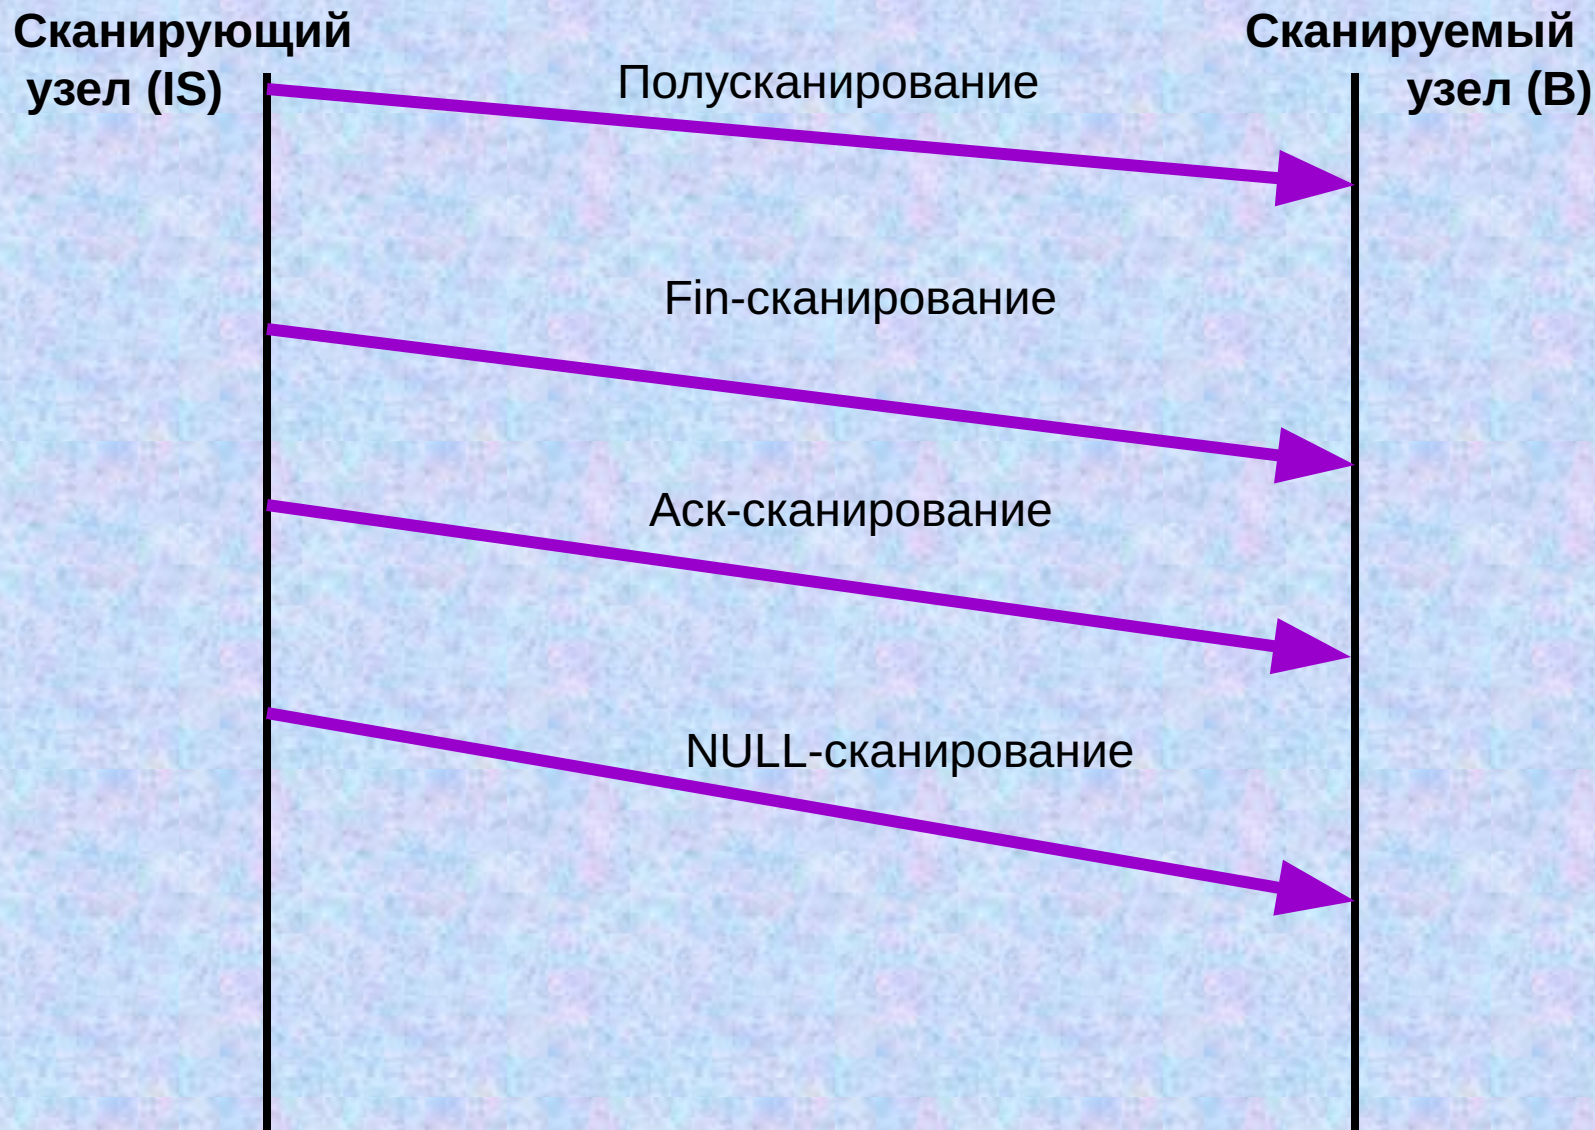 Сканирующий
узел (IS)
Сканируемый
узел (B)
Полусканирование
Fin-сканирование
Аск-сканирование
NULL-сканирование